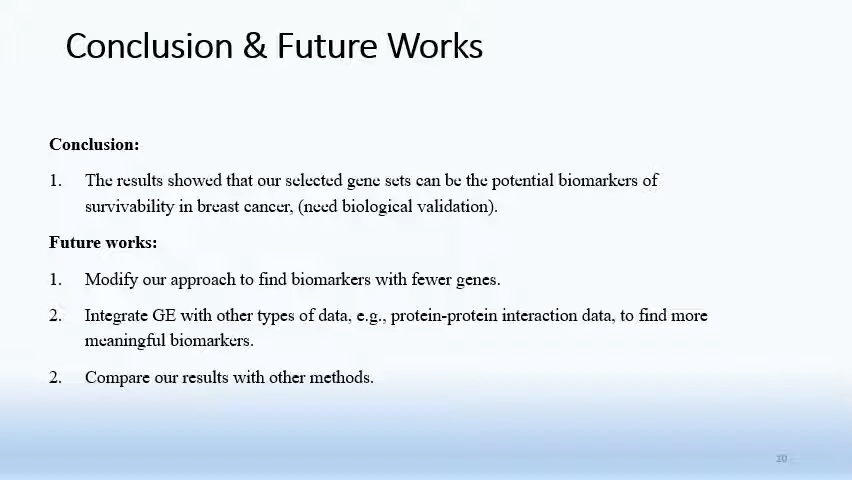 Conclusion & Future Works
Conclusion:
1. The results showed that our selected gene sets can be the potential biomarkers of
survivability in breast cancer, (need biological validation).
Future works:
1. Modify our approach to find biomarkers with fewer genes.
2. Integrate GE with other types of data, e.g., protein-protein interaction data, to find more
meaningful biomarkers.
2. Compare our results with other methods.
10